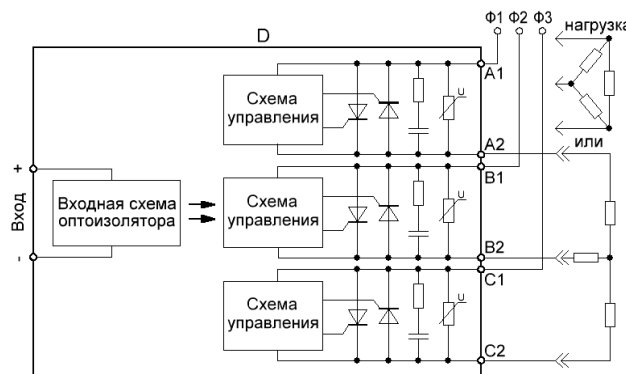 D
Ф1 Ф2 Ф3
нагрузка
A1
Схема
управления
U
A2
или
B1
Вход
+
-
Входная схема
оптоизолятора
Схема
управления
U
B2
C1
Схема
управления
U
C2